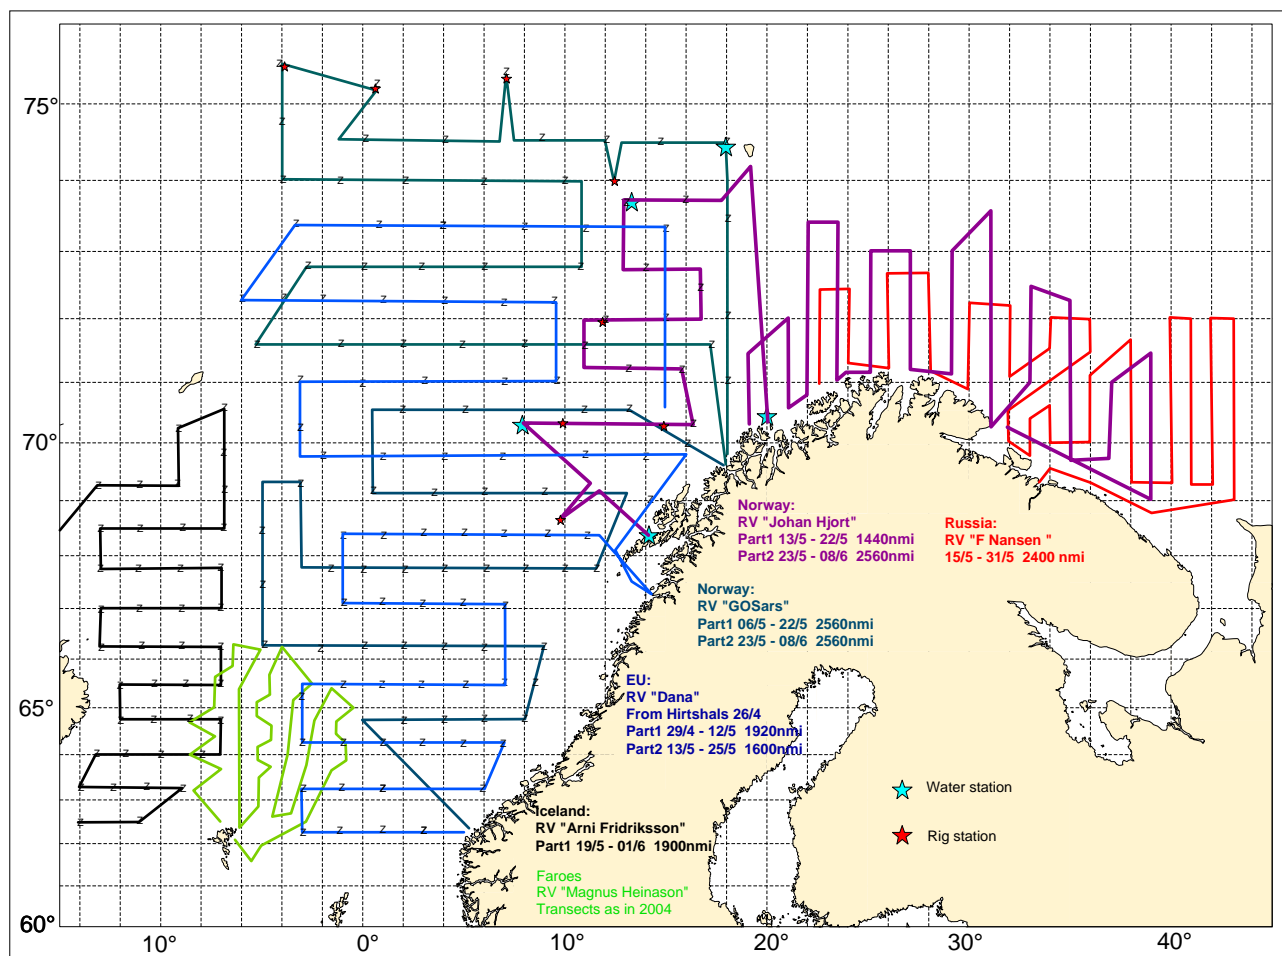 75°
70°
65°
60°
Norway:
RV "Johan Hjort"
Part1 13/5 - 22/5 1440nmi
Part2 23/5 - 08/6 2560nmi
Russia:
RV "F Nansen "
15/5 - 31/5 2400 nmi
Norway:
RV "GOSars"
Part1 06/5 - 22/5 2560nmi
Part2 23/5 - 08/6 2560nmi
EU:
RV "Dana"
From Hirtshals 26/4
Part1 29/4 - 12/5 1920nmi
Part2 13/5 - 25/5 1600nmi
Water station
Rig station
Iceland:
RV "Arni Fridriksson"
Part1 19/5 - 01/6 1900nmi
Faroes
RV "Magnus Heinason"
Transects as in 2004
10° 0° 10° 20° 30° 40°